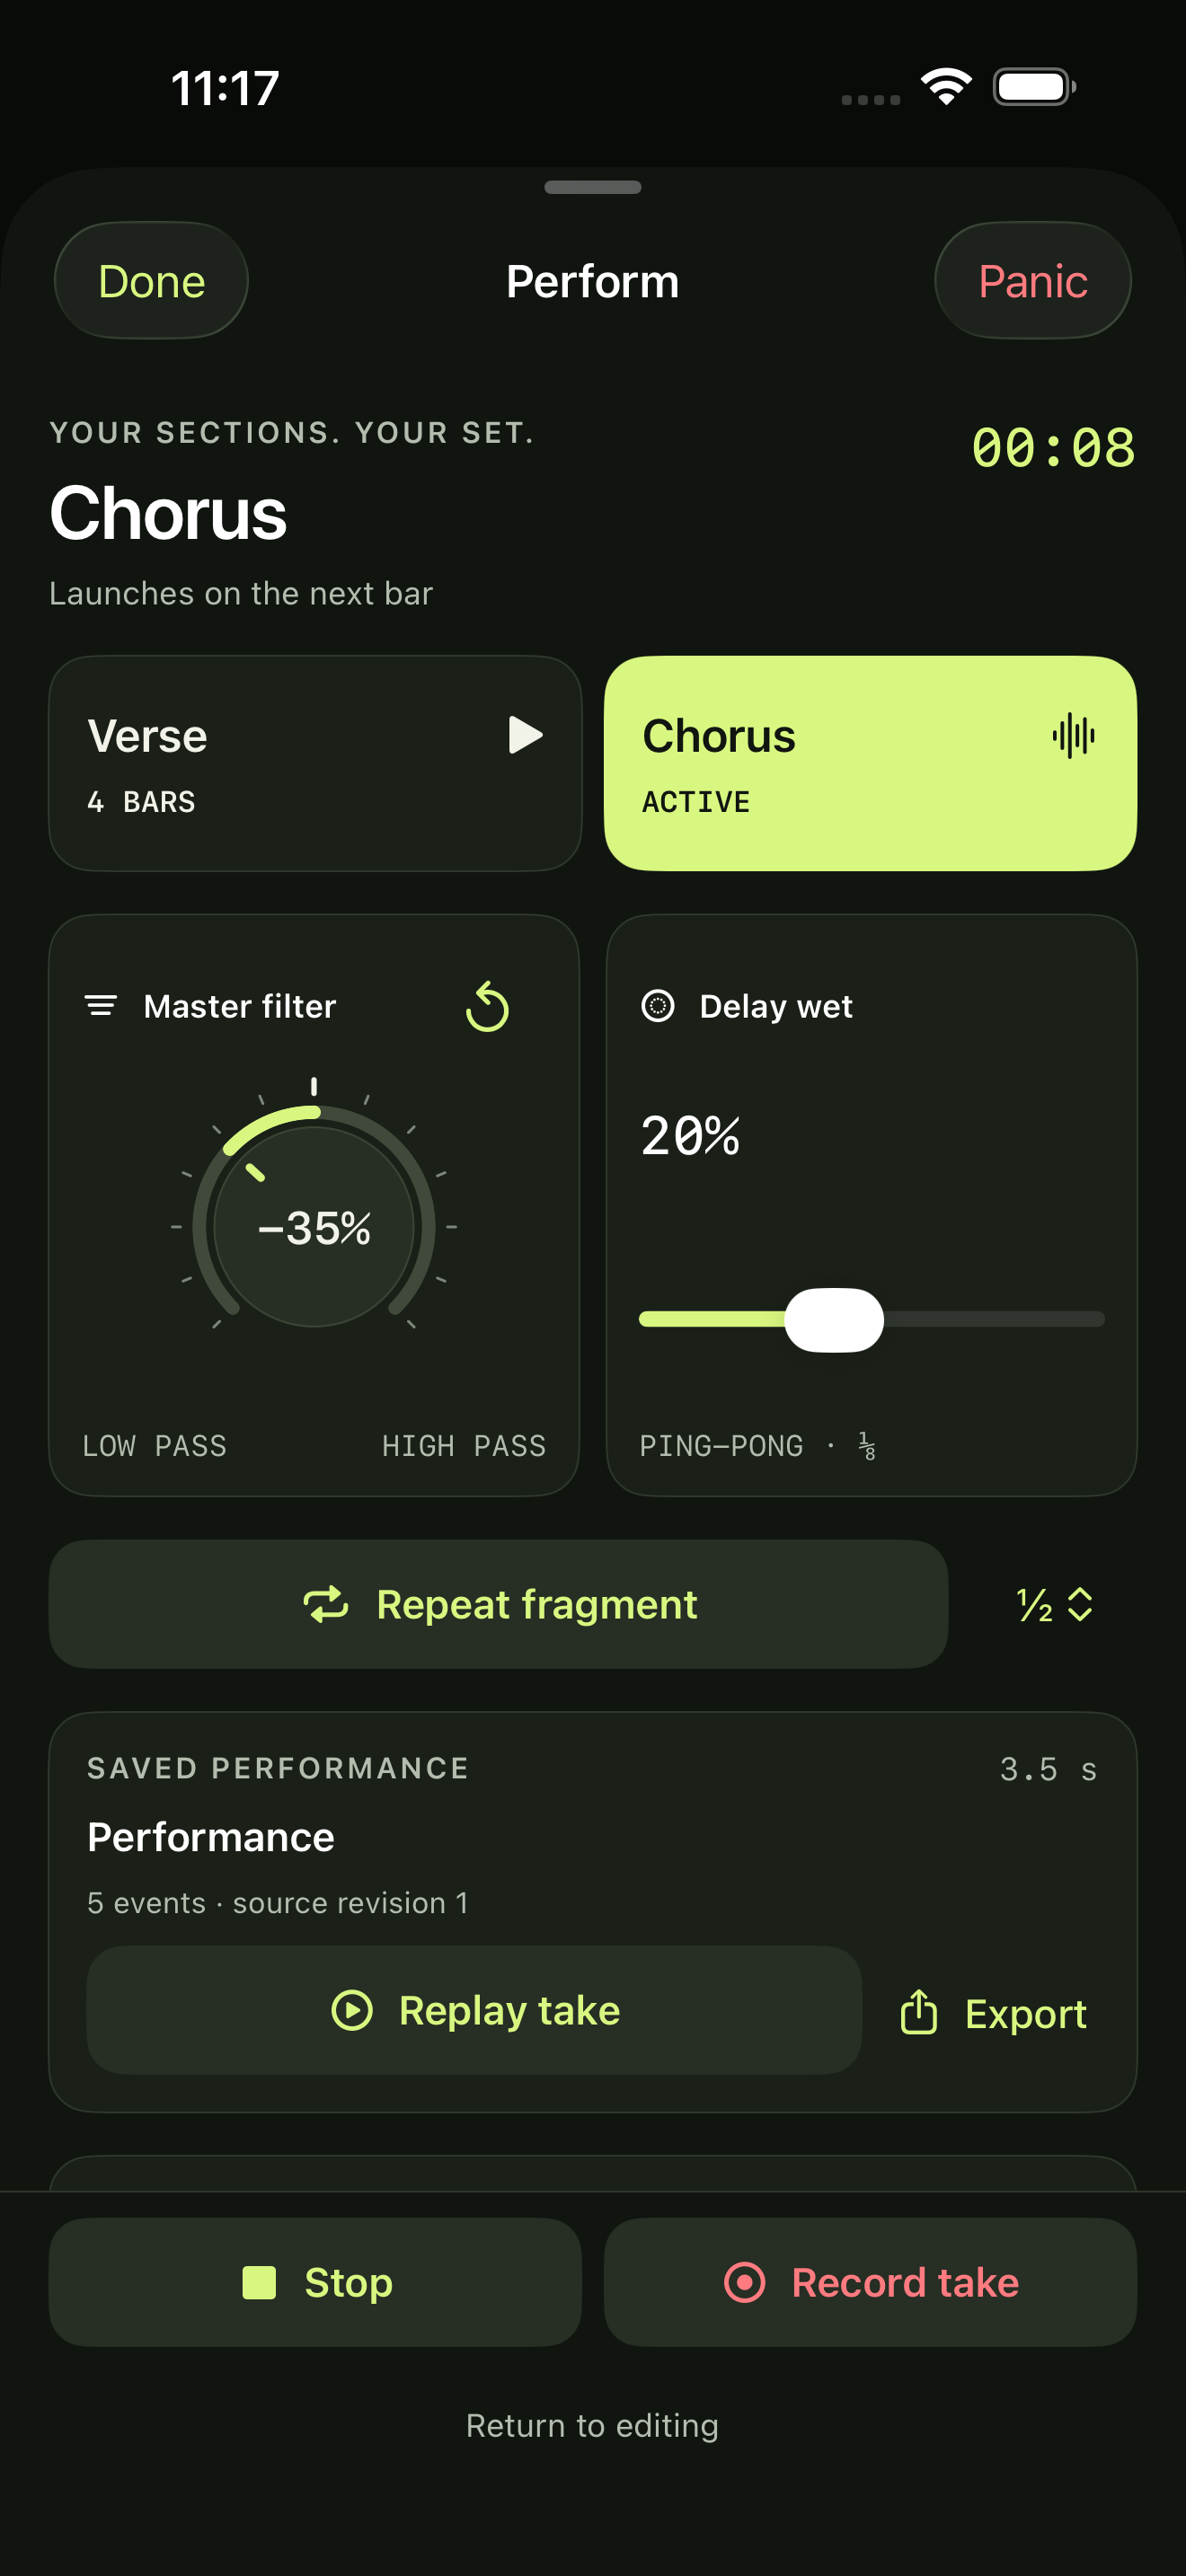 11:17
Done
Perform
Panic
YOUR SECTIONS. YOUR SET.
00:08
Chorus
Launches on the next bar
Verse
4 BARS
Chorus
ACTIVE
Master filter
−35%
LOW PASS
HIGH PASS
Delay wet
20%
PING–PONG · ⅛
Repeat fragment
½
SAVED PERFORMANCE
3.5 s
Performance
5 events · source revision 1
Replay take
Export
Stop
Record take
Return to editing